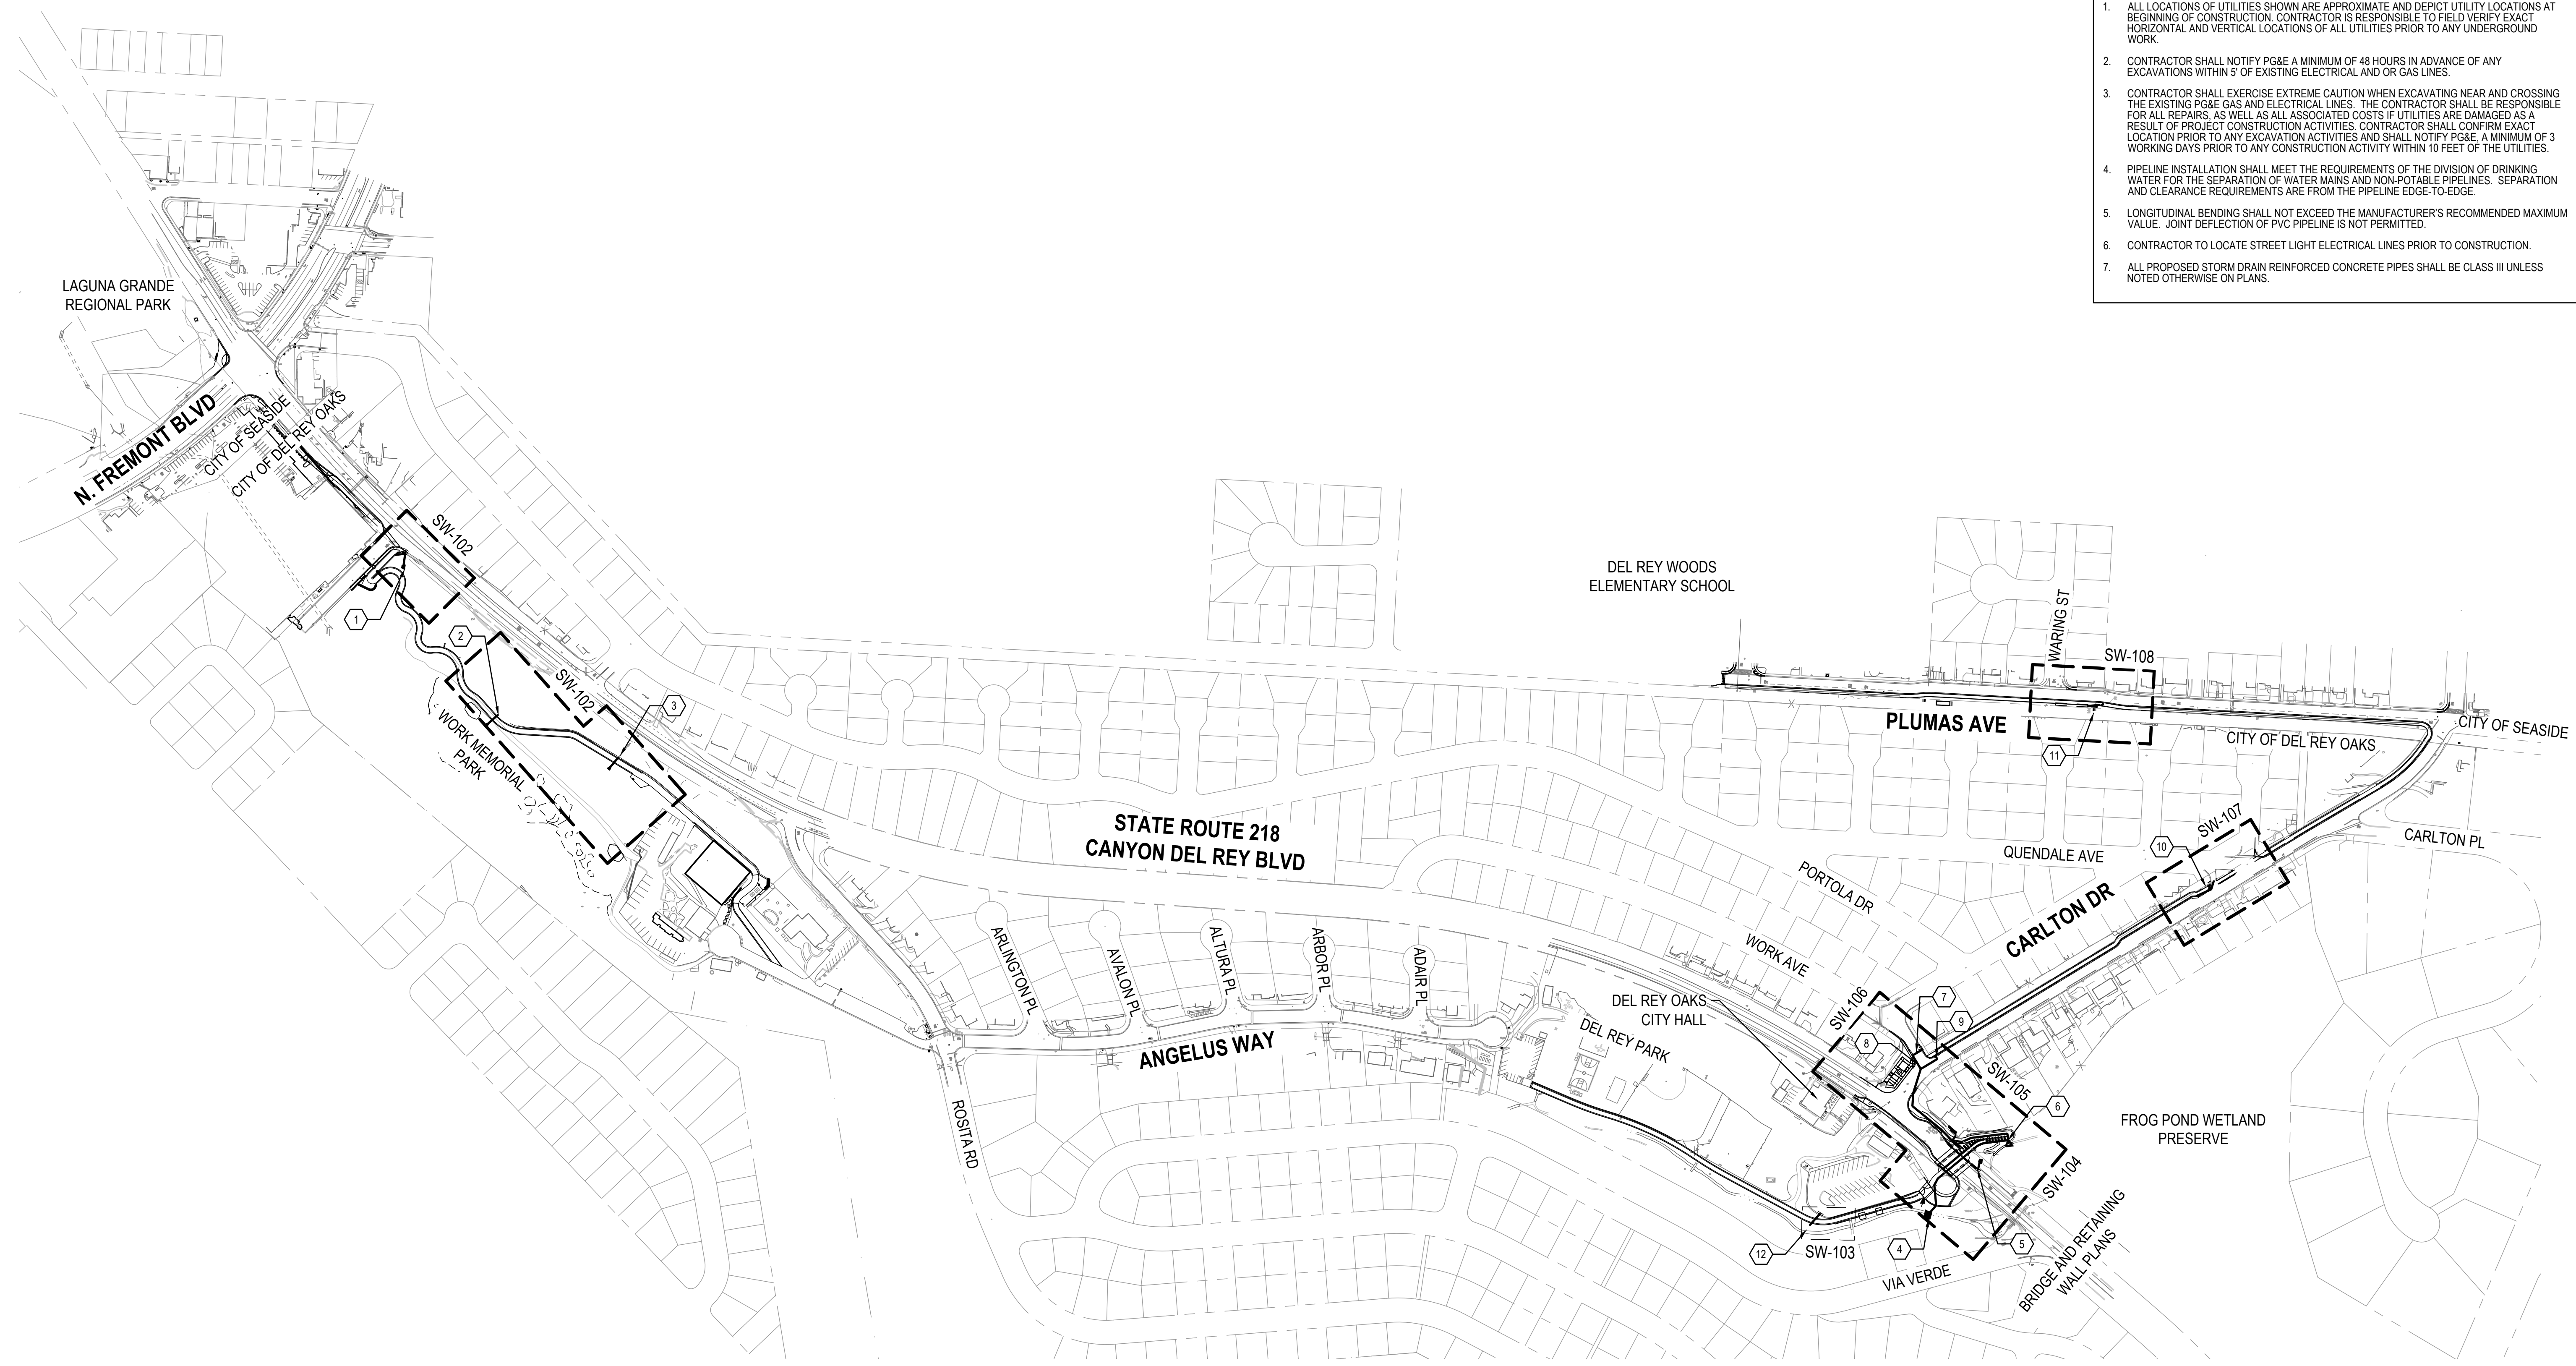 1. ALL LOCATIONS OF UTILITIES SHOWN ARE APPROXIMATE AND DEPICT UTILITY LOCATIONS AT
BEGINNING OF CONSTRUCTION. CONTRACTOR IS RESPONSIBLE TO FIELD VERIFY EXACT
HORIZONTAL AND VERTICAL LOCATIONS OF ALL UTILITIES PRIOR TO ANY UNDERGROUND
WORK.
2. CONTRACTOR SHALL NOTIFY PG&E A MINIMUM OF 48 HOURS IN ADVANCE OF ANY
EXCAVATIONS WITHIN 5' OF EXISTING ELECTRICAL AND OR GAS LINES.
3. CONTRACTOR SHALL EXERCISE EXTREME CAUTION WHEN EXCAVATING NEAR AND CROSSING
THE EXISTING PG&E GAS AND ELECTRICAL LINES. THE CONTRACTOR SHALL BE RESPONSIBLE
FOR ALL REPAIRS, AS WELL AS ALL ASSOCIATED COSTS IF UTILITIES ARE DAMAGED AS A
RESULT OF PROJECT CONSTRUCTION ACTIVITIES. CONTRACTOR SHALL CONFIRM EXACT
LOCATION PRIOR TO ANY EXCAVATION ACTIVITIES AND SHALL NOTIFY PG&E, A MINIMUM OF 3
WORKING DAYS PRIOR TO ANY CONSTRUCTION ACTIVITY WITHIN 10 FEET OF THE UTILITIES.
4. PIPELINE INSTALLATION SHALL MEET THE REQUIREMENTS OF THE DIVISION OF DRINKING
WATER FOR THE SEPARATION OF WATER MAINS AND NON-POTABLE PIPELINES. SEPARATION
AND CLEARANCE REQUIREMENTS ARE FROM THE PIPELINE EDGE-TO-EDGE.
5. LONGITUDINAL BENDING SHALL NOT EXCEED THE MANUFACTURER'S RECOMMENDED MAXIMUM
VALUE. JOINT DEFLECTION OF PVC PIPELINE IS NOT PERMITTED.
6. CONTRACTOR TO LOCATE STREET LIGHT ELECTRICAL LINES PRIOR TO CONSTRUCTION.
7. ALL PROPOSED STORM DRAIN REINFORCED CONCRETE PIPES SHALL BE CLASS III UNLESS
NOTED OTHERWISE ON PLANS.
LAGUNA GRANDE
REGIONAL PARK
N. FREMONT BLVD
CITY OF SEASIDE
CITY OF DEL REY OAKS
SW-102
1
2
SW-102
3
WORK MEMORIAL
PARK
DEL REY WOODS
ELEMENTARY SCHOOL
WARING ST
SW-108
PLUMAS AVE
11
CITY OF SEASIDE
CITY OF DEL REY OAKS
STATE ROUTE 218
CANYON DEL REY BLVD
SW-107
10
CARLTON PL
QUENDALE AVE
PORTOLA DR
CARLTON DR
WORK AVE
ARLINGTON PL
AVALON PL
ALTURA PL
ARBOR PL
ADAIR PL
ANGELUS WAY
ROSITA RD
DEL REY OAKS
CITY HALL
DEL REY PARK
SW-106
7
9
8
SW-105
6
FROG POND WETLAND
PRESERVE
SW-104
BRIDGE AND RETAINING
WALL PLANS
5
4
12
SW-103
VIA VERDE